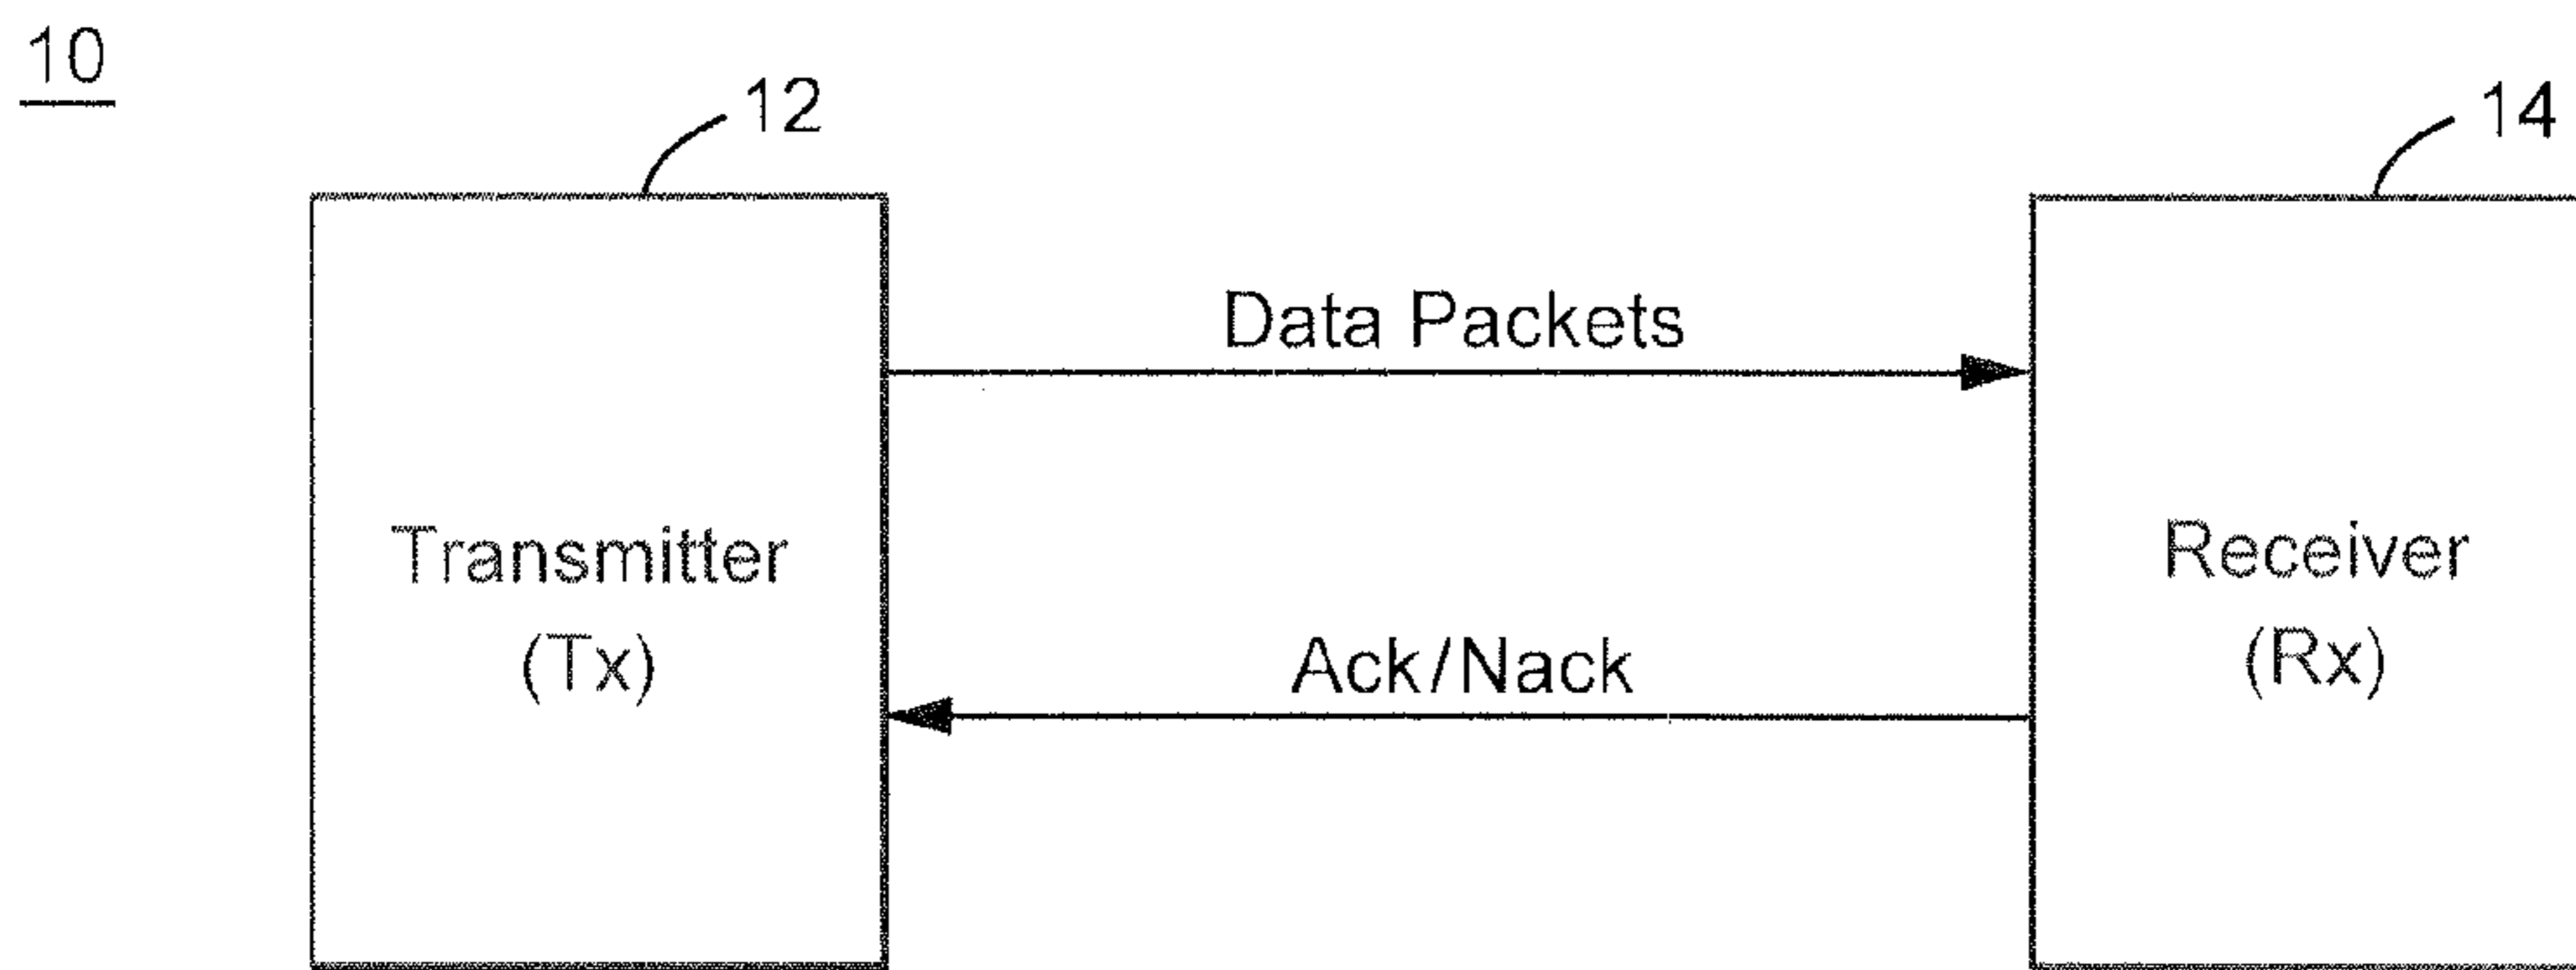 10
12
14
Data Packets
Transmitter
(Tx)
Receiver
(Rx)
Ack/Nack